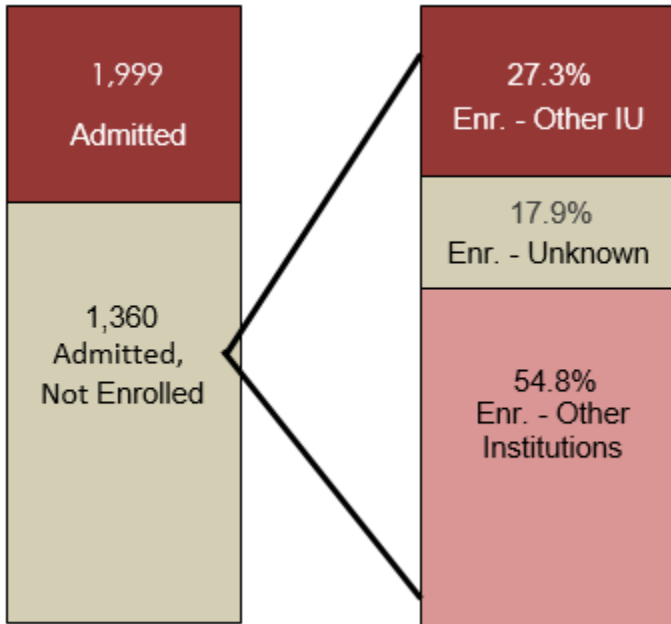 1,999
Admitted
1,360
Admitted,
Not Enrolled
27.3%
Enr. - Other IU
17.9%
Enr. - Unknown
54.8%
Enr. - Other
Institutions